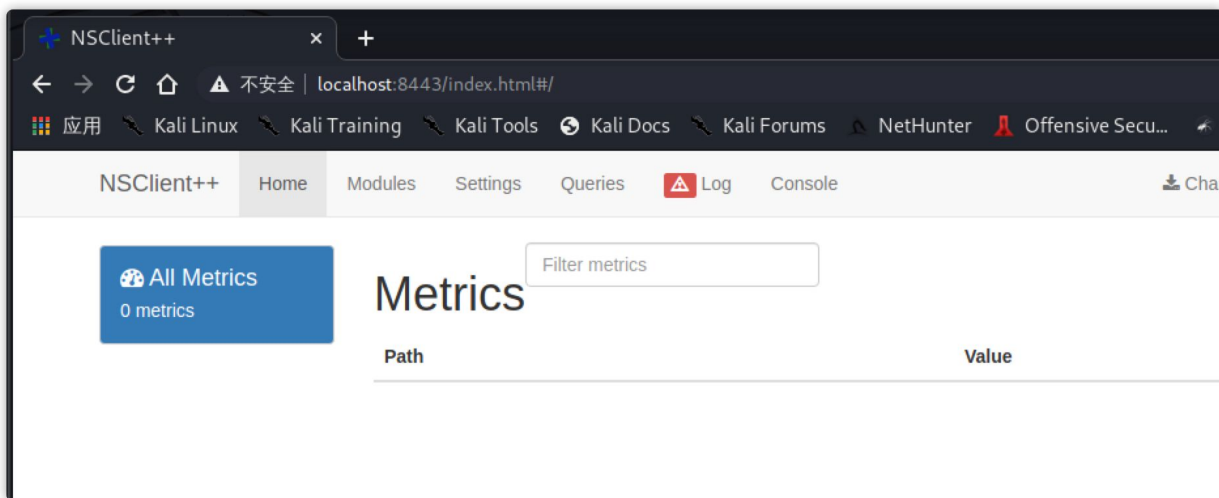 NSClient++
不安全 localhost:8443/index.html#/
应用 Kali Linux Kali Training Kali Tools Kali Docs Kali Forums NetHunter Offensive Secu...
NSClient++ Home Modules Settings Queries Log Console Cha
All Metrics
0 metrics
Metrics
Filter metrics
Path Value